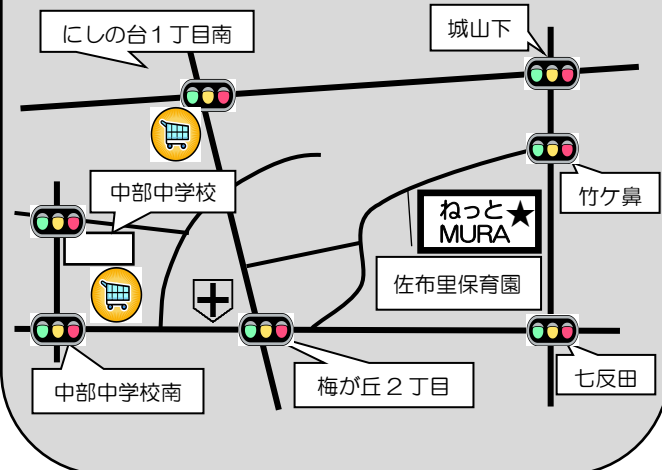 にしの台１丁目南
城山下
中部中学校
竹ケ鼻
ねっと★
MURA
佐布里保育園
中部中学校南
梅が丘２丁目
七反田